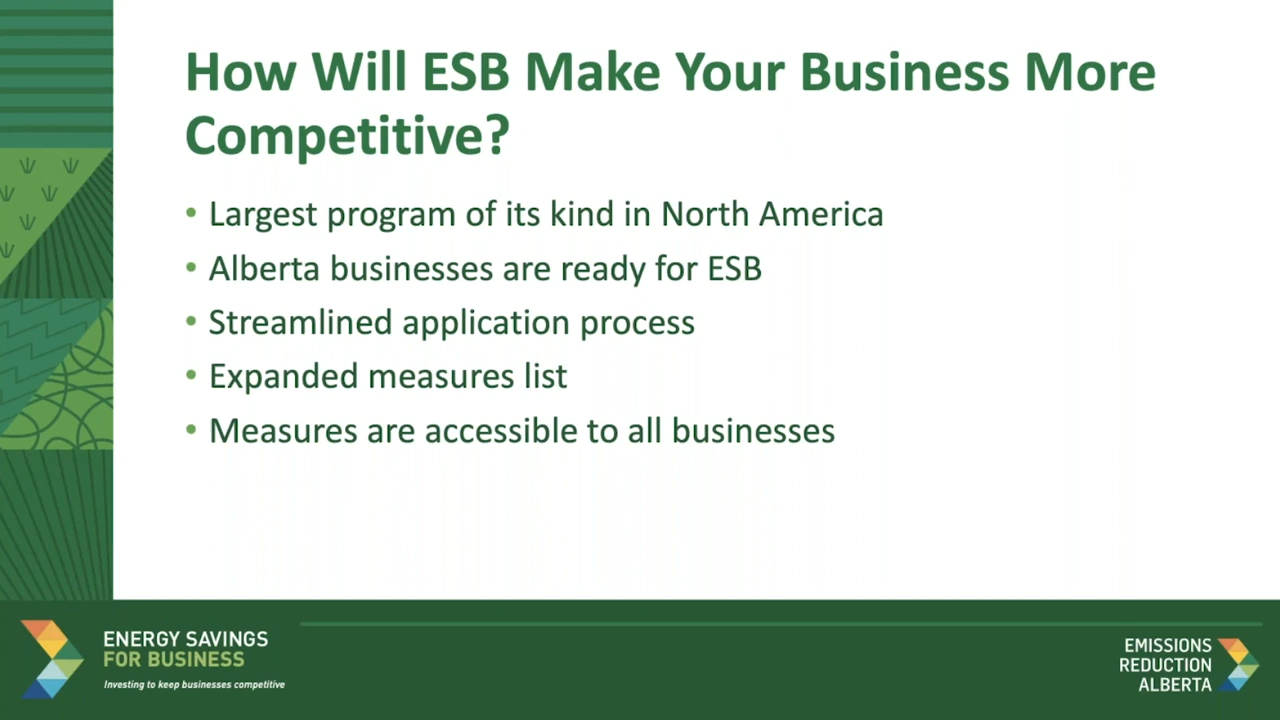 How Will ESB Make Your Business More
Competitive?
• Largest program of its kind in North America
• Alberta businesses are ready for ESB
• Streamlined application process
• Expanded measures list
• Measures are accessible to all businesses
ENERGY SAVINGS
FOR BUSINESS
Investing to keep businesses competitive
EMISSIONS
REDUCTION
ALBERTA